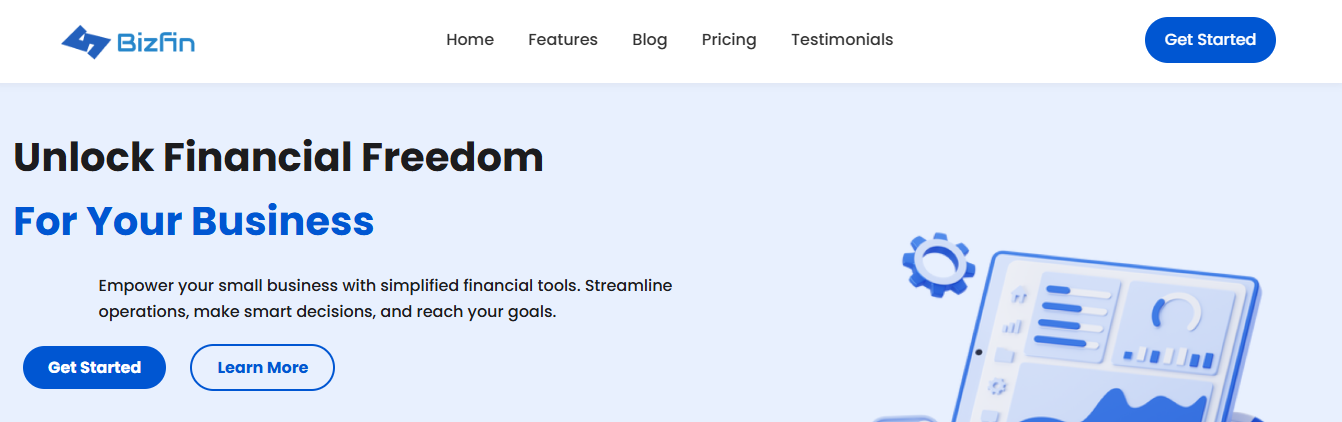 Bizfin
Home Features Blog Pricing Testimonials
Get Started
Unlock Financial Freedom
For Your Business
Empower your small business with simplified financial tools. Streamline
operations, make smart decisions, and reach your goals.
Get Started Learn More